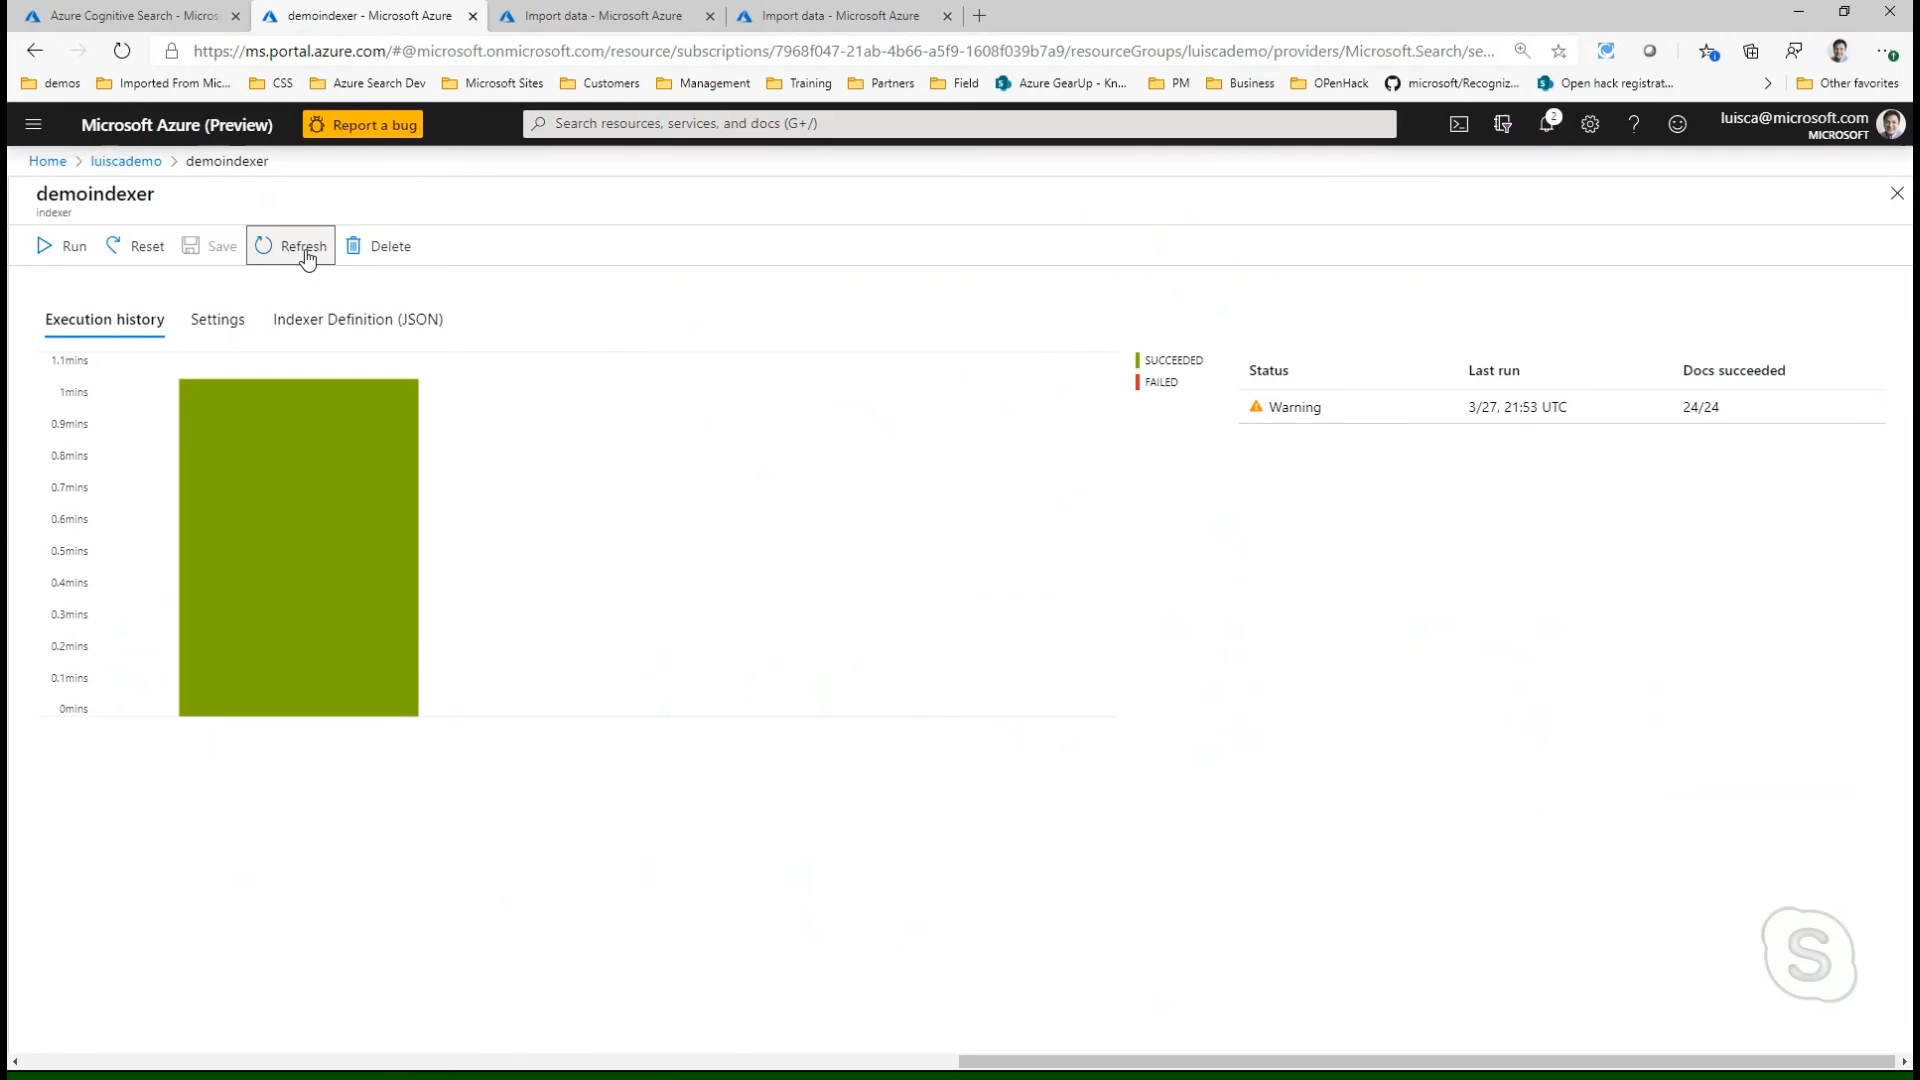 Azure Cognitive Search - Micros
demoindexer - Microsoft Azure
Import data - Microsoft Azure
Import data - Microsoft Azure
https://ms.portal.azure.com/#@microsoft.onmicrosoft.com/resource/subscriptions/7968f047-21ab-4b66-a5f9-1608f039b7a9/resourceGroups/luiscademo/providers/Microsoft.Search/se...
demos Imported From Mic... CSS Azure Search Dev Microsoft Sites Customers Management Training Partners Field Azure GearUp - Kn... PM Business OPenHack microsoft/Recogniz... Open hack registrat... Other favorites
Microsoft Azure (Preview) Report a bug Search resources, services, and docs (G+/) 2 luisca@microsoft.com
MICROSOFT
Home > luiscademo > demoindexer
demoindexer
indexer
Run Reset Save Refresh Delete
Execution history Settings Indexer Definition (JSON)
1.1mins
1mins
0.9mins
0.8mins
0.7mins
0.6mins
0.5mins
0.4mins
0.3mins
0.2mins
0.1mins
0mins
SUCCEEDED
FAILED
Status Last run Docs succeeded
Warning 3/27, 21:53 UTC 24/24
S